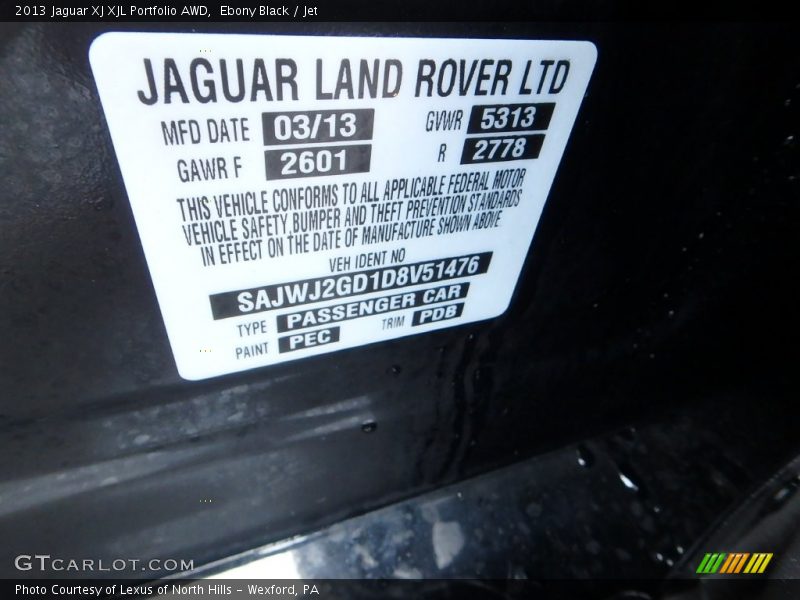 2013 Jaguar XJ XJL Portfolio AWD, Ebony Black / Jet
JAGUAR LAND ROVER LTD
MFD DATE 03/13 GVWR 5313
GAWR F 2601 R 2778
THIS VEHICLE CONFORMS TO ALL APPLICABLE FEDERAL MOTOR
VEHICLE SAFETY, BUMPER AND THEFT PREVENTION STANDARDS
IN EFFECT ON THE DATE OF MANUFACTURE SHOWN ABOVE
VEH IDENT NO
SAJWJ2GD1D8V51476
TYPE PASSENGER CAR
PAINT PEC TRIM PDB
GTCARLOT.COM
Photo Courtesy of Lexus of North Hills - Wexford, PA